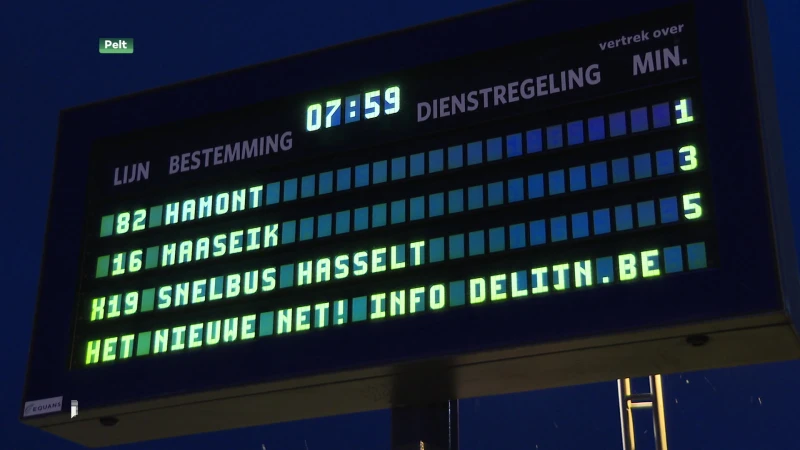 Pelt
vertrek over
07:59 DIENSTREGELING MIN.
LIJN BESTEMMING
82 HAMONT 1
16 MAASEIK 3
X19 SNELBUS HASSELT 5
HET NIEUWE NET! INFO DELIJN.BE
EQUANS